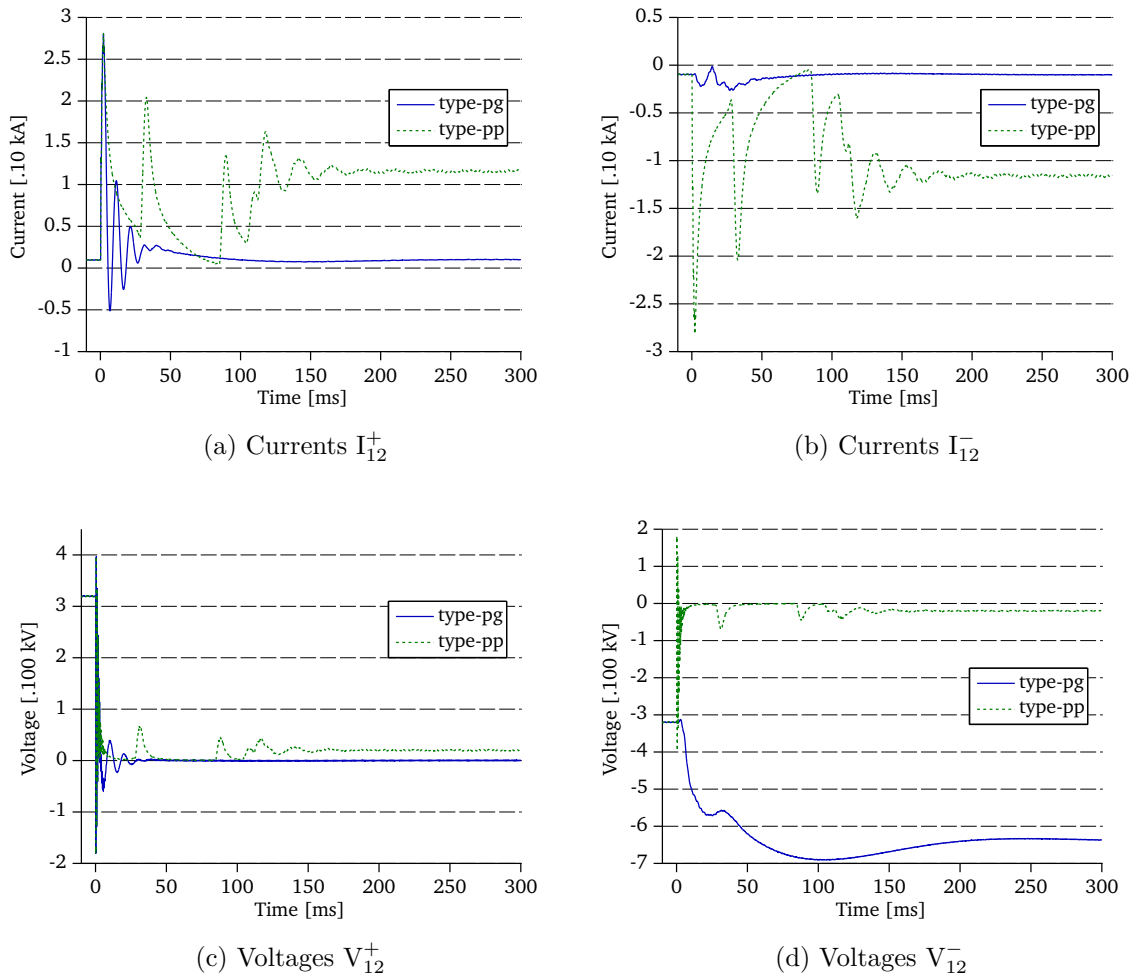 3
2.5
2
1.5
1
0.5
0
-0.5
-1
Current [.10 kA]
type-pg
type-pp
0 50 100 150 200 250 300
Time [ms]
(a) Currents I₁₂⁺
0.5
0
-0.5
-1
-1.5
-2
-2.5
-3
Current [.10 kA]
type-pg
type-pp
0 50 100 150 200 250 300
Time [ms]
(b) Currents I₁₂⁻
4
3
2
1
0
-1
-2
Voltage [.100 kV]
type-pg
type-pp
0 50 100 150 200 250 300
Time [ms]
(c) Voltages V₁₂⁺
2
1
0
-1
-2
-3
-4
-5
-6
-7
Voltage [.100 kV]
type-pg
type-pp
0 50 100 150 200 250 300
Time [ms]
(d) Voltages V₁₂⁻